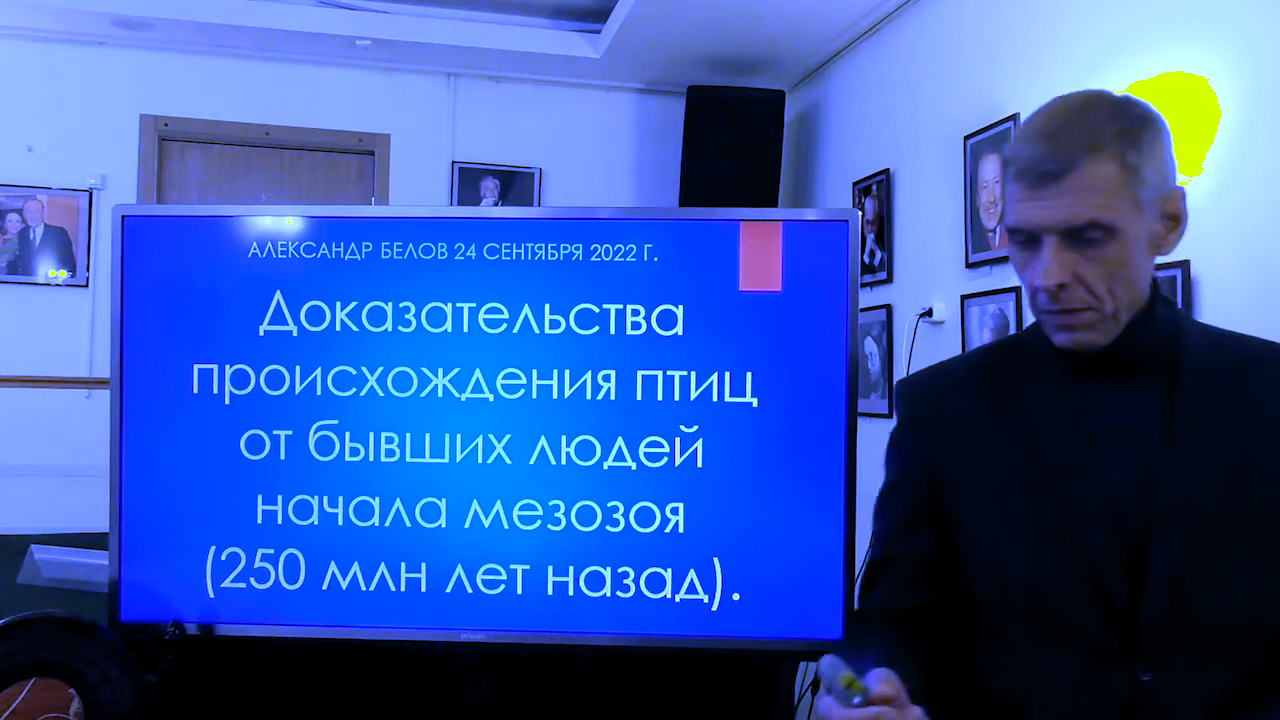 АЛЕКСАНДР БЕЛОВ 24 СЕНТЯБРЯ 2022 Г.
Доказательства
происхождения птиц
от бывших людей
начала мезозоя
(250 млн лет назад).